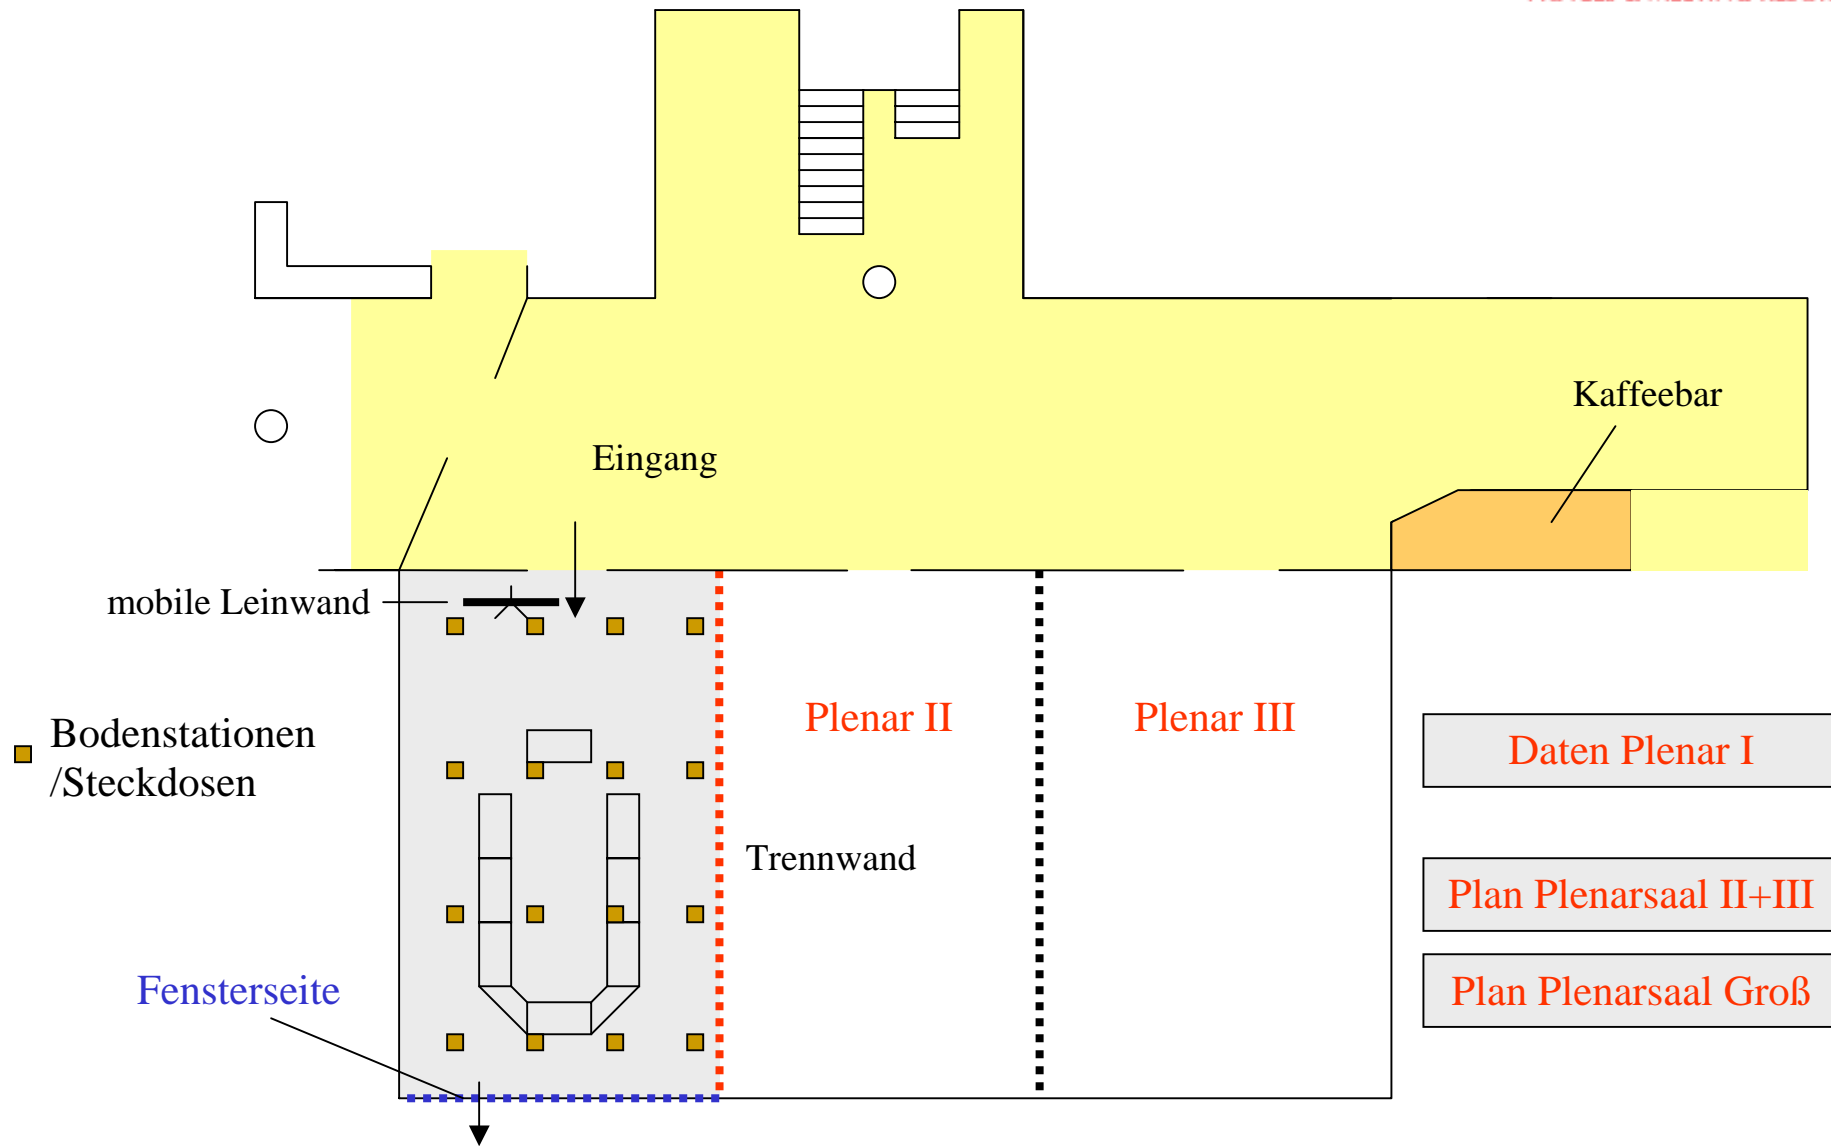 Kaffeebar
Eingang
mobile Leinwand
Bodenstationen
/Steckdosen
Plenar II
Plenar III
Daten Plenar I
Trennwand
Plan Plenarsaal II+III
Fensterseite
Plan Plenarsaal Groß